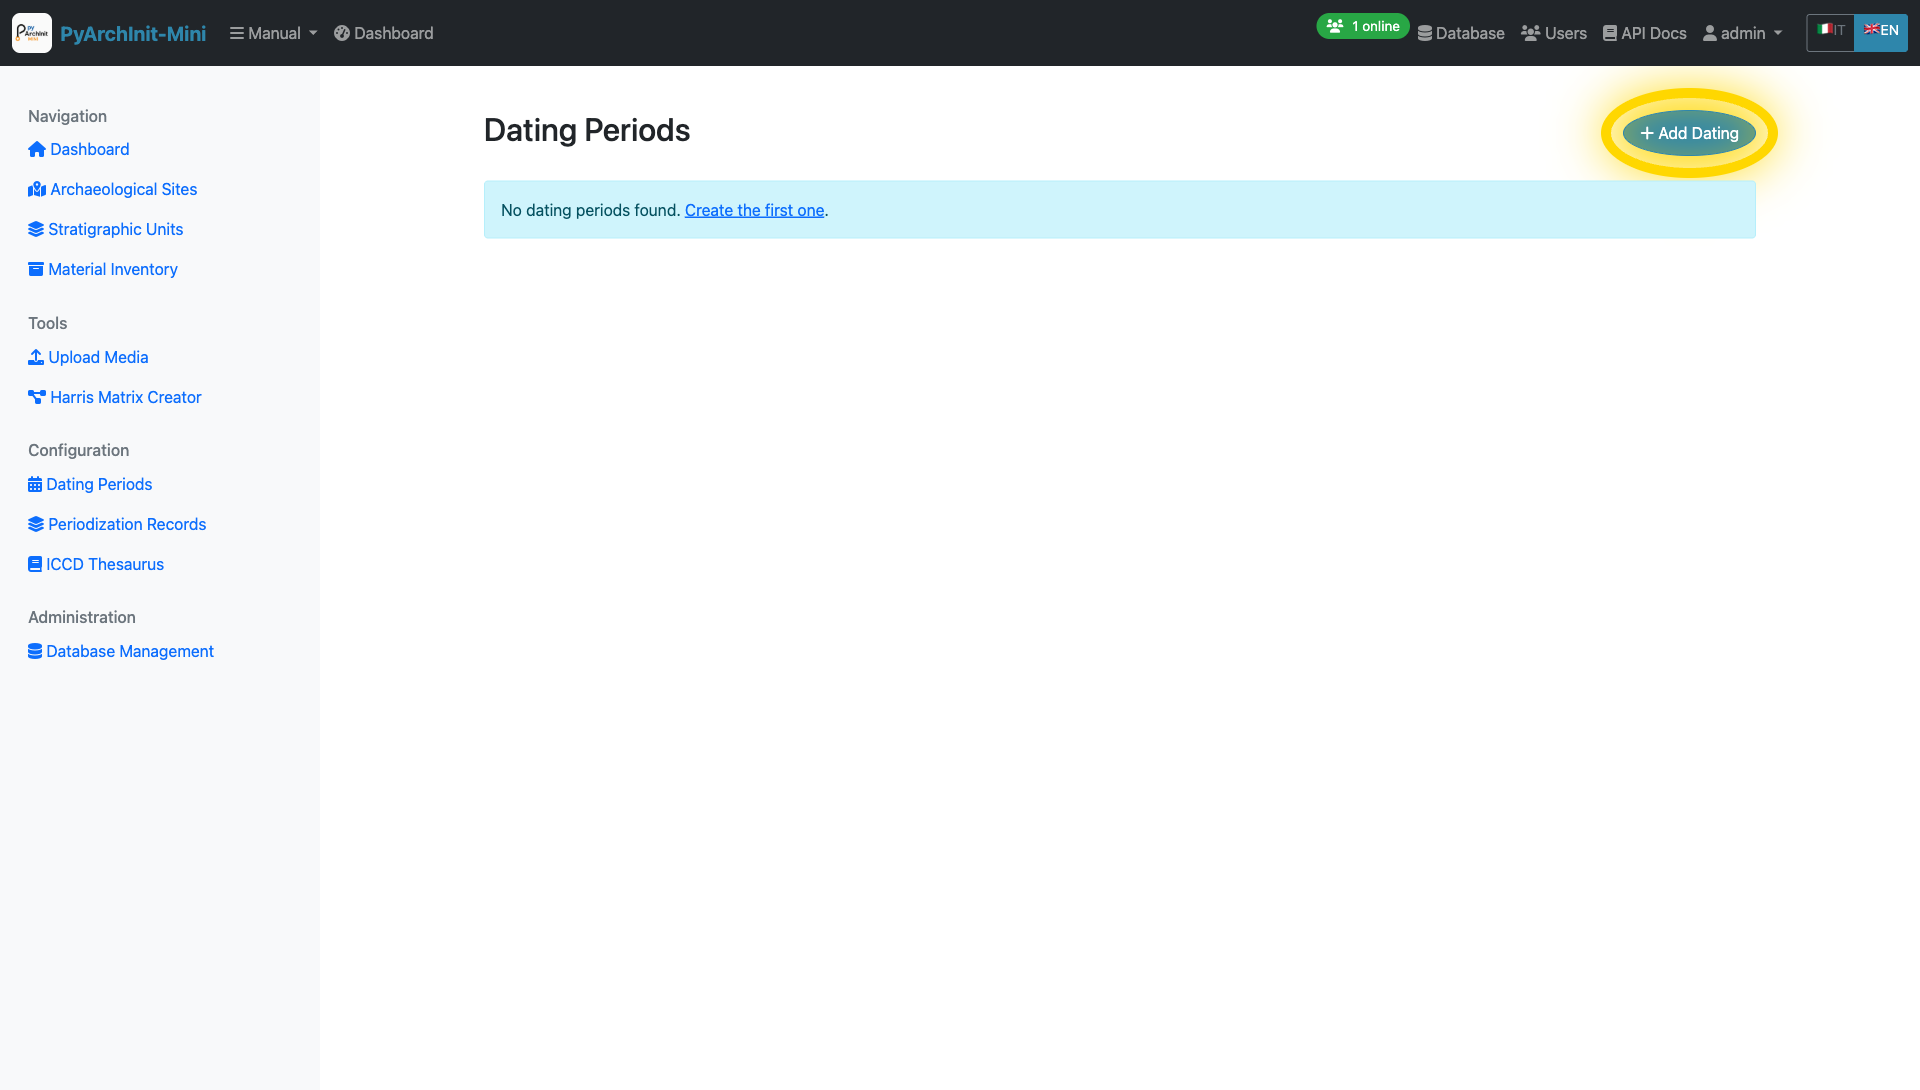 PyArchInit-Mini
Manual
Dashboard
1 online
Database
Users
API Docs
admin
IT
EN
Navigation
Dashboard
Archaeological Sites
Stratigraphic Units
Material Inventory
Tools
Upload Media
Harris Matrix Creator
Configuration
Dating Periods
Periodization Records
ICCD Thesaurus
Administration
Database Management
Dating Periods
Add Dating
No dating periods found. Create the first one.